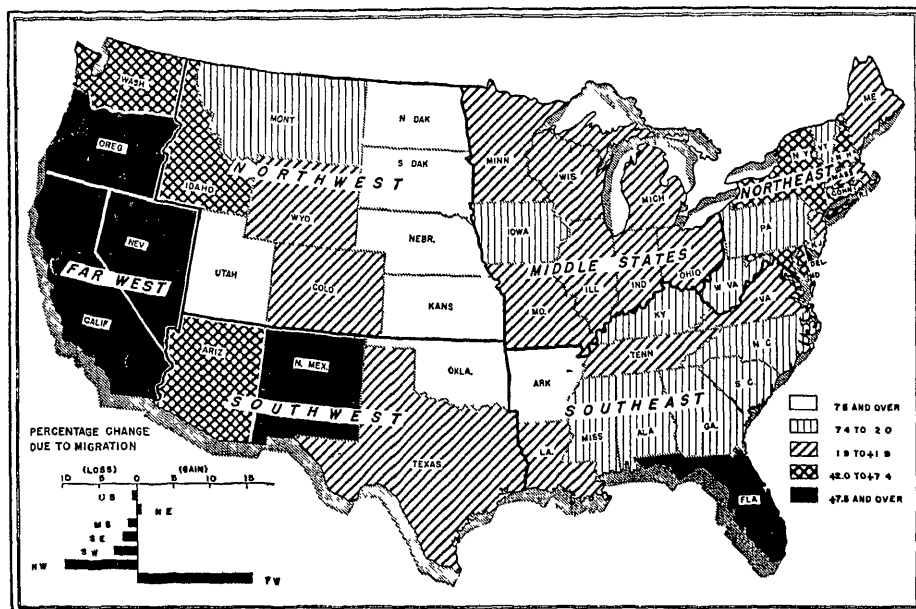 WASH
MONT
N DAK
ME
OREG
MINN
N.Y.
VT
N H
S DAK
WIS
MASS
IDAHO
NORTHWEST
MICH
NORTHEAST
CONN
WYO
IOWA
PA
NEV
NEBR.
N J
UTAH
MIDDLE STATES
OHIO
DEL
FAR WEST
COLO
ILL
IND
W VA
MD
KANS
MO.
VA
CALIF
KY
ARIZ
TENN
N C
N. MEX.
OKLA.
ARK
S C
SOUTHWEST
SOUTHEAST
MISS
ALA
GA.
TEXAS
LA.
FLA
7 5 AND OVER
7 4 TO 2 0
1 9 TO +1 9
+2.0 TO +7 4
+7.5 AND OVER
PERCENTAGE CHANGE
DUE TO MIGRATION
(LOSS) (GAIN)
10 5 0 5 10 15
U S
N E
M S
S E
S W
N W
F W